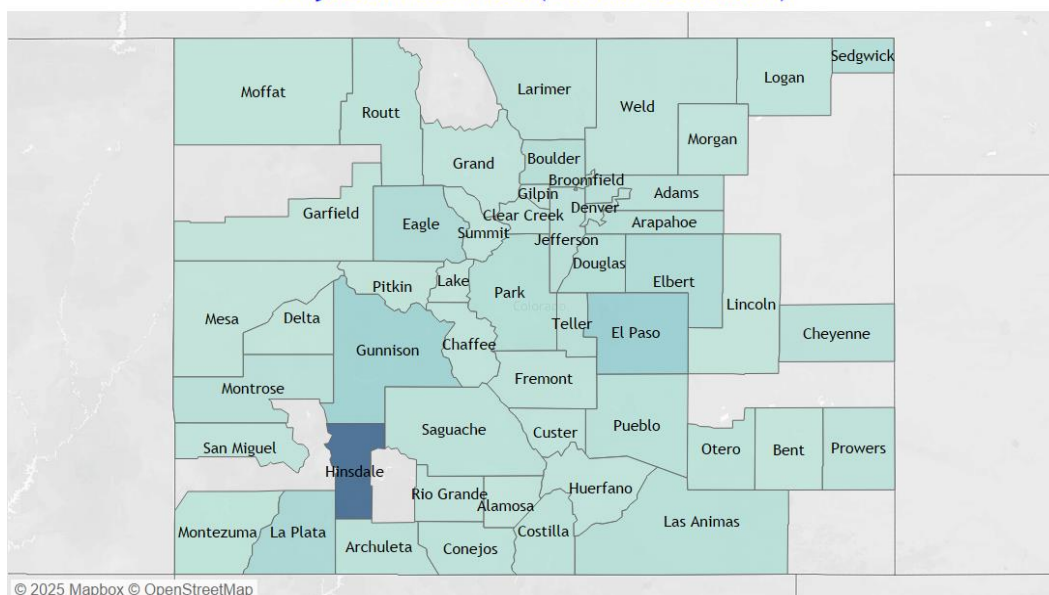 Sedgwick
Logan
Moffat
Larimer
Weld
Routt
Morgan
Boulder
Grand
Broomfield
Gilpin
Adams
Denver
Garfield
Clear Creek
Eagle
Arapahoe
Summit
Jefferson
Douglas
Lake
Elbert
Pitkin
Park
Lincoln
Colorado
Mesa
Delta
Teller
El Paso
Cheyenne
Chaffee
Gunnison
Fremont
Montrose
Pueblo
Saguache
Custer
San Miguel
Otero
Bent
Prowers
Hinsdale
Huerfano
Rio Grande
Alamosa
Las Animas
Montezuma
La Plata
Costilla
Archuleta
Conejos
© 2025 Mapbox © OpenStreetMap